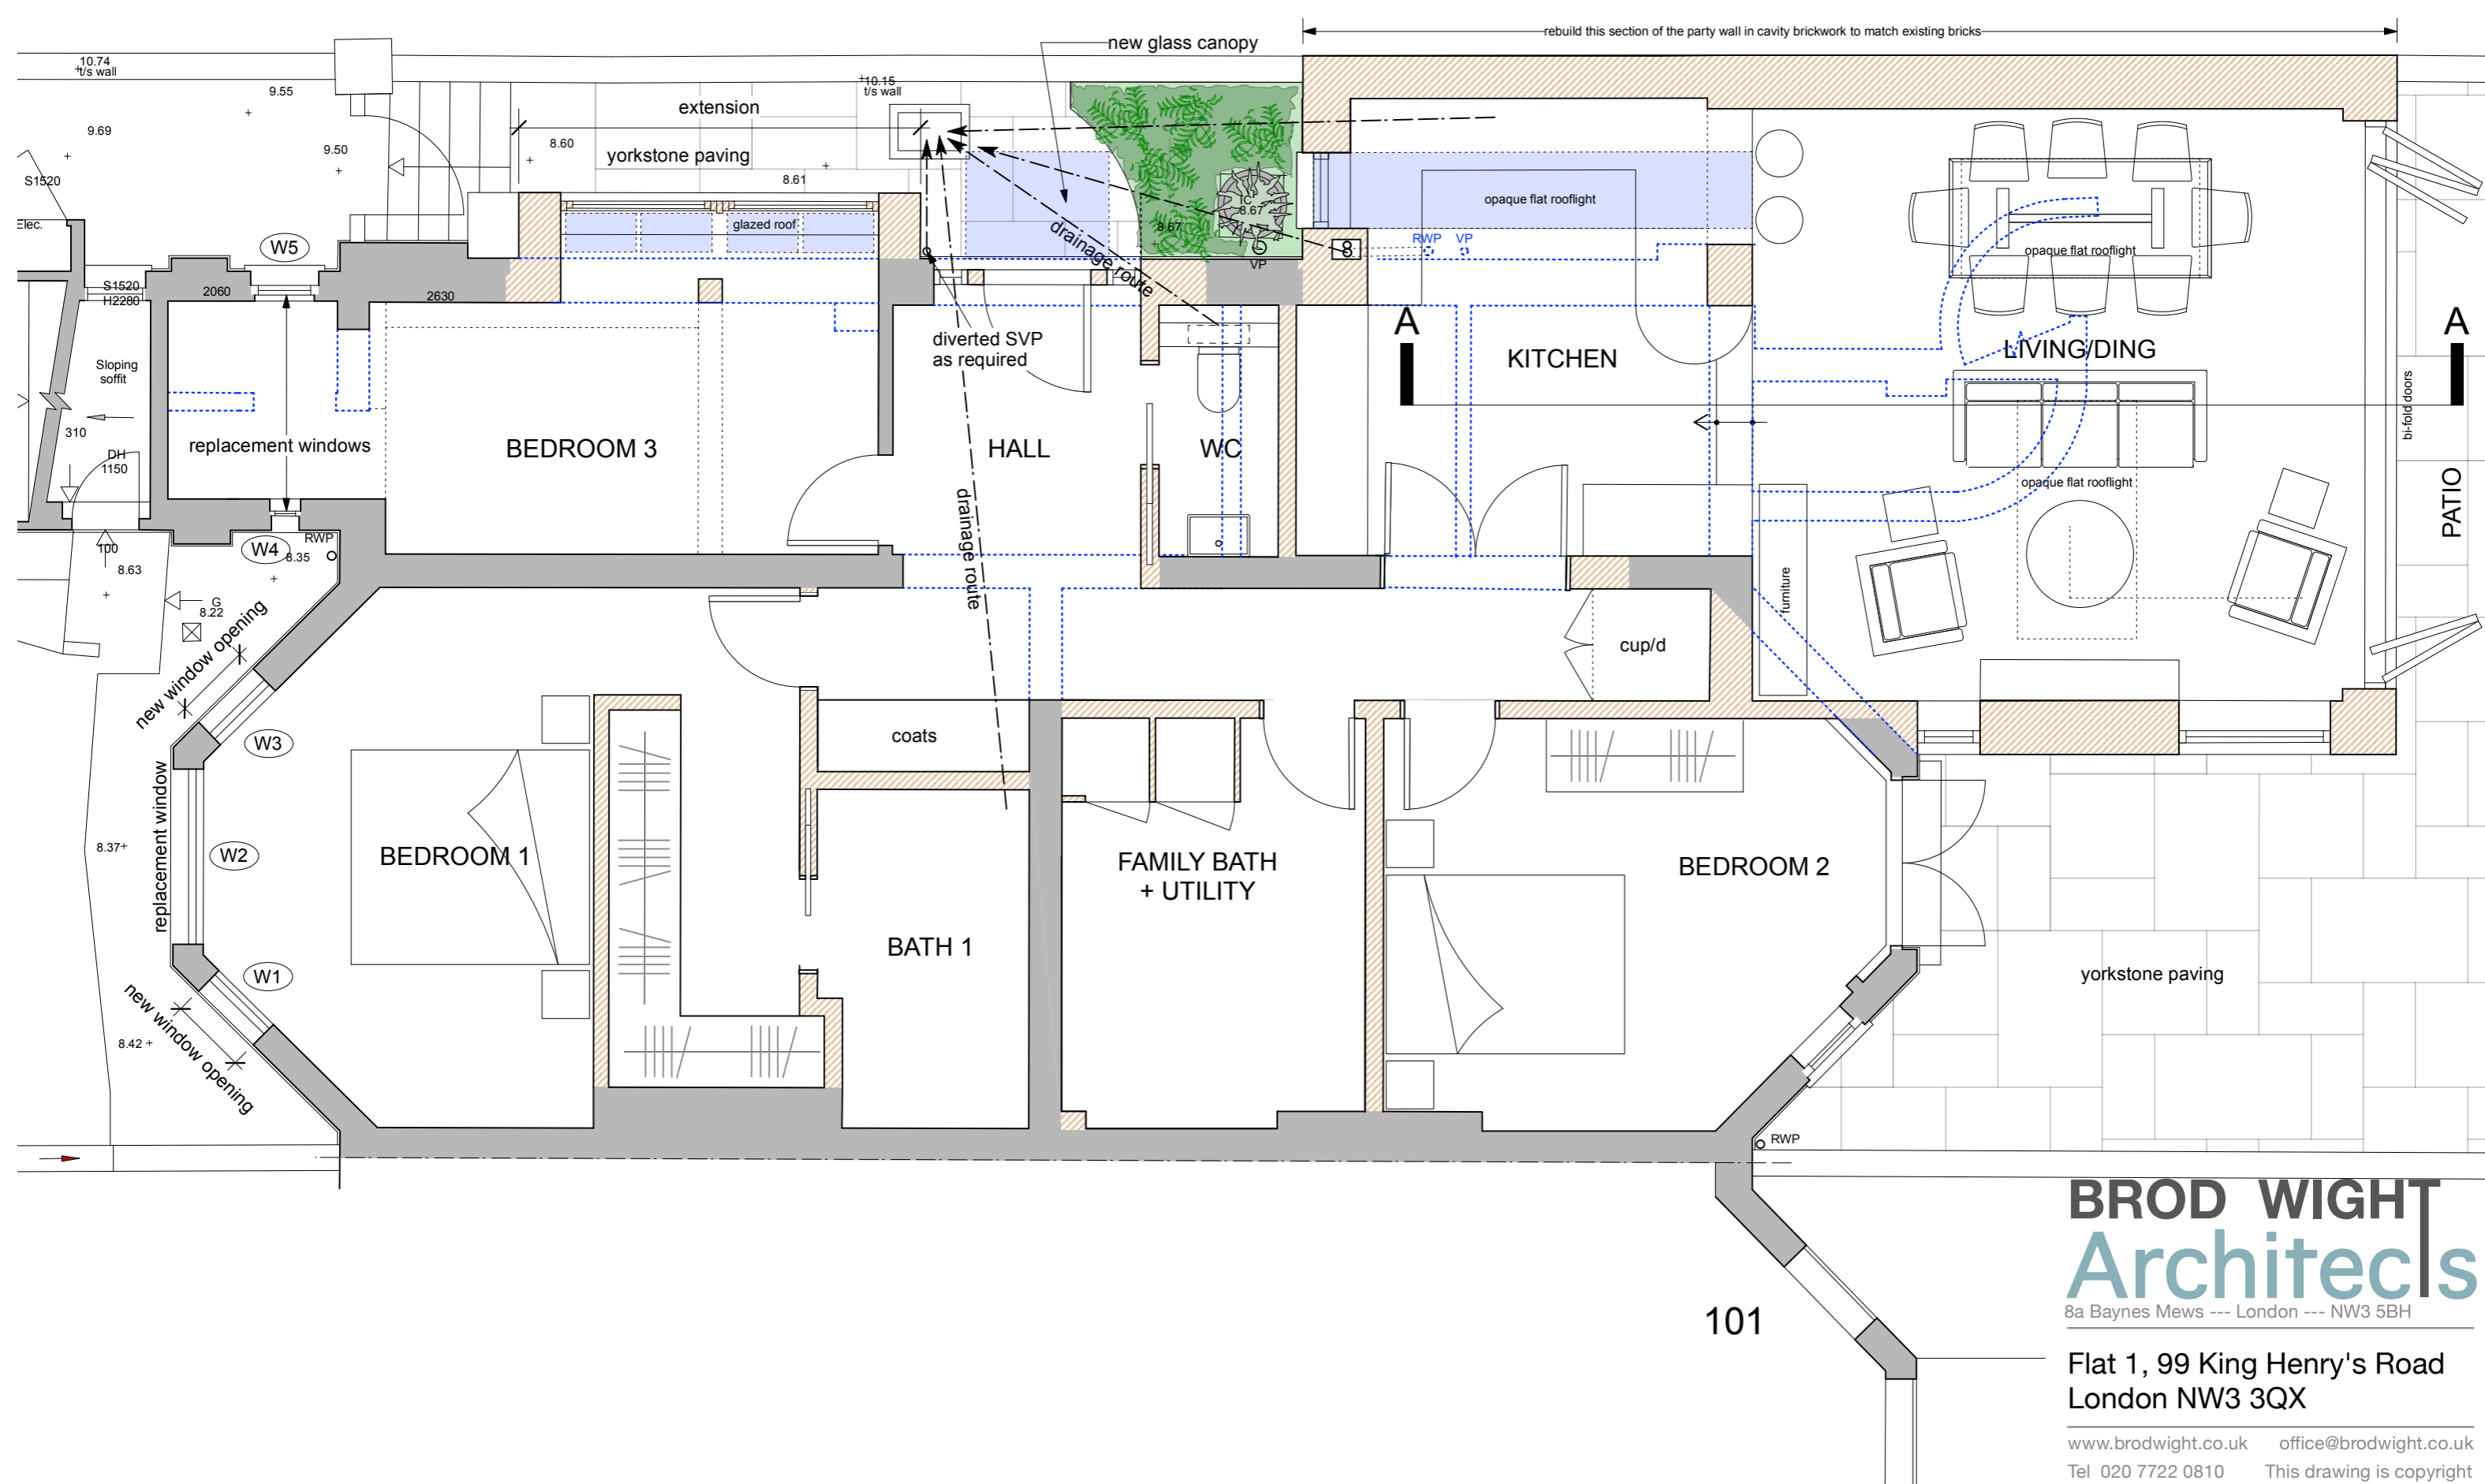 rebuild this section of the party wall in cavity brickwork to match existing bricks
new glass canopy
10.74
t/s wall
9.55
9.69
9.50
S1520
Elec.
extension
8.60
yorkstone paving
8.61
10.15
t/s wall
W5
glazed roof
8.67
IC
8.67
VP
8
RWP
VP
opaque flat rooflight
opaque flat rooflight
S1520
H2280
2060
2630
drainage route
diverted SVP
as required
A
A
KITCHEN
LIVING/DING
Sloping
soffit
310
DH
1150
replacement windows
BEDROOM 3
HALL
WC
opaque flat rooflight
bi-fold doors
PATIO
drainage route
RWP
W4
8.35
100
8.63
G
8.22
new window opening
furniture
cup/d
W3
coats
replacement window
8.37
W2
BEDROOM 1
FAMILY BATH
+ UTILITY
BEDROOM 2
BATH 1
W1
new window opening
8.42
yorkstone paving
RWP
BROD WIGHT
Architects
8a Baynes Mews --- London --- NW3 5BH
101
Flat 1, 99 King Henry's Road
London NW3 3QX
www.brodwight.co.uk office@brodwight.co.uk
Tel 020 7722 0810 This drawing is copyright